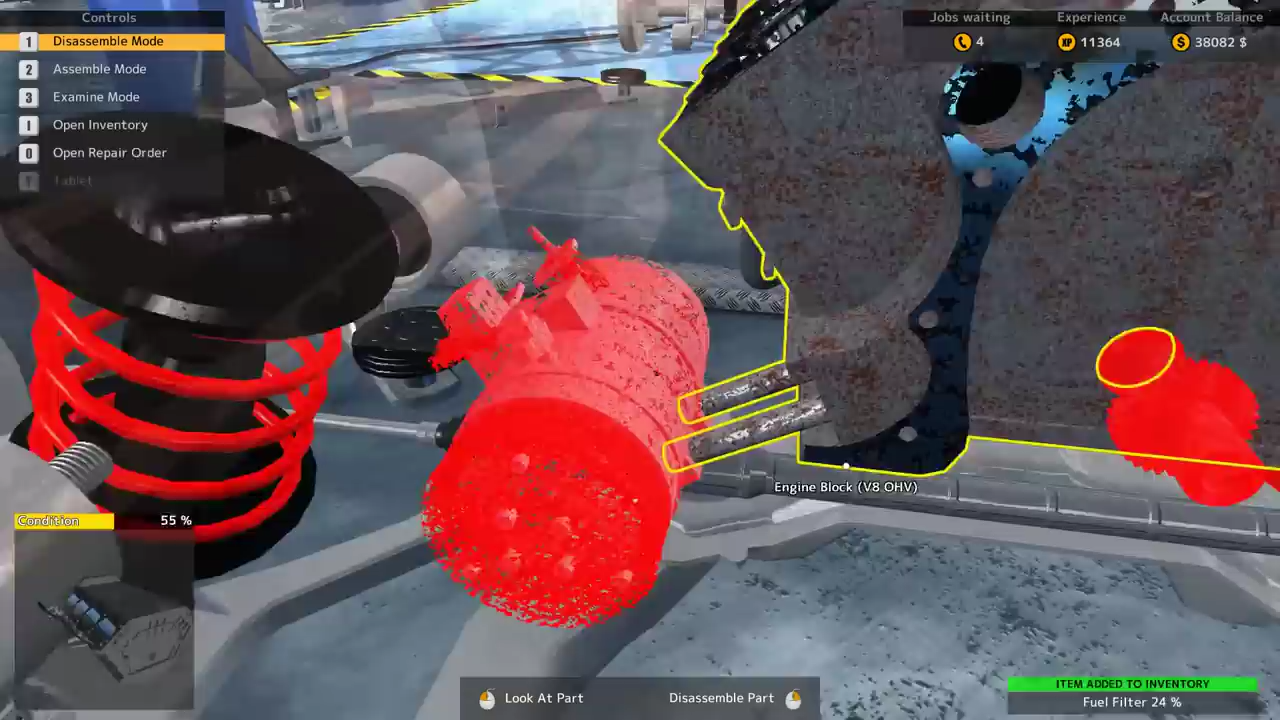 Controls
1 Disassemble Mode
2 Assemble Mode
3 Examine Mode
I Open Inventory
O Open Repair Order
T Tablet
Jobs waiting Experience Account Balance
4 XP 11364 $ 38082 $
Engine Block (V8 OHV)
Condition 55 %
Look At Part Disassemble Part
ITEM ADDED TO INVENTORY
Fuel Filter 24 %